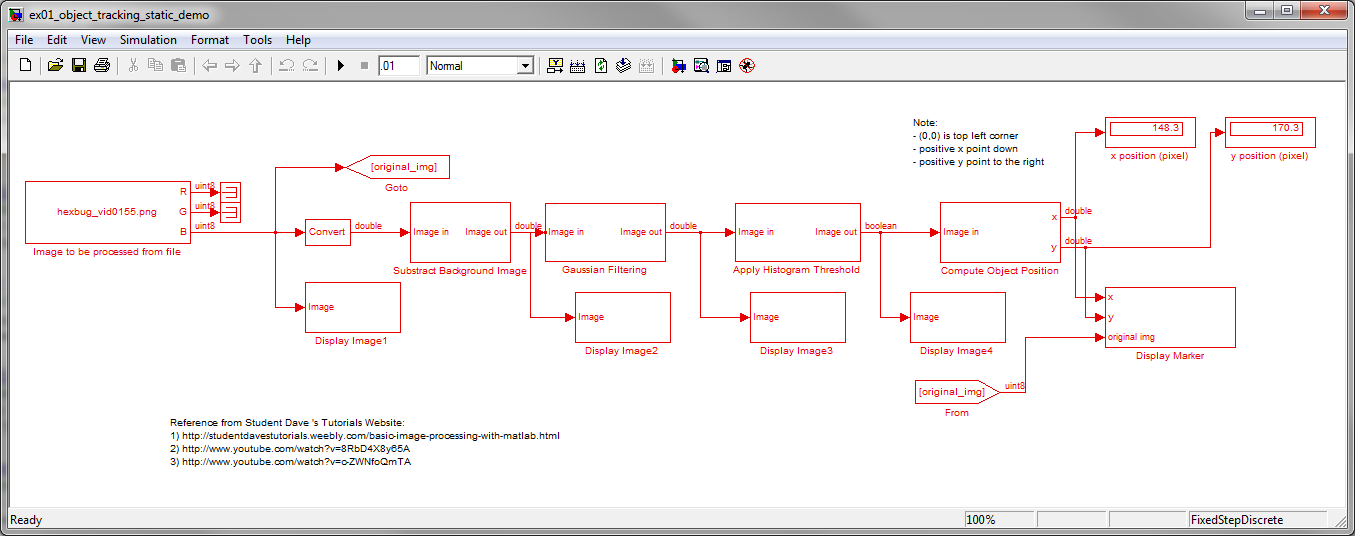 ex01_object_tracking_static_demo
File Edit View Simulation Format Tools Help
.01 Normal
Note:
- (0,0) is top left corner
- positive x point down
- positive y point to the right
148.3
x position (pixel)
170.3
y position (pixel)
[original_img]
Goto
hexbug_vid0155.png
R
G
B
uint8
uint8
uint8
Image to be processed from file
Convert
double
Image in Image out
Substract Background Image
double
Image in Image out
Gaussian Filtering
double
Image in Image out
Apply Histogram Threshold
boolean
Image in
x
y
Compute Object Position
double
double
Image
Display Image1
Image
Display Image2
Image
Display Image3
Image
Display Image4
x
y
original img
Display Marker
[original_img]
From
uint8
Reference from Student Dave 's Tutorials Website:
1) http://studentdavestutorials.weebly.com/basic-image-processing-with-matlab.html
2) http://www.youtube.com/watch?v=8RbD4X8y65A
3) http://www.youtube.com/watch?v=c-ZWNfoQmTA
Ready 100% FixedStepDiscrete